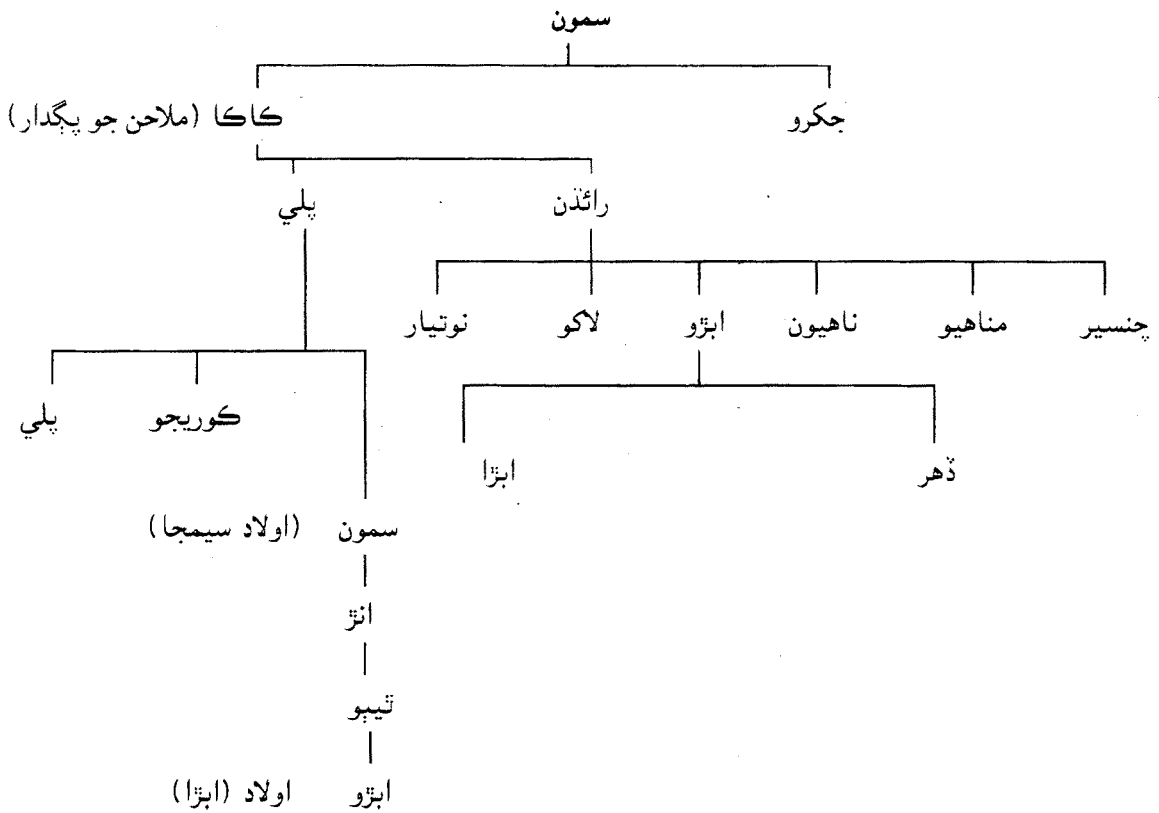 سمون
جکرو ڪاڪا (ملاحن جو پڳدار)
رائڌن پلي
چنسير مناهيو ناهيون ابڙو لاکو نوتيار
ڪوريجو پلي
ڏهر ابڙا
سمون (اولاد سيمجا)
انڙ
ٿيٻو
ابڙو اولاد (ابڙا)